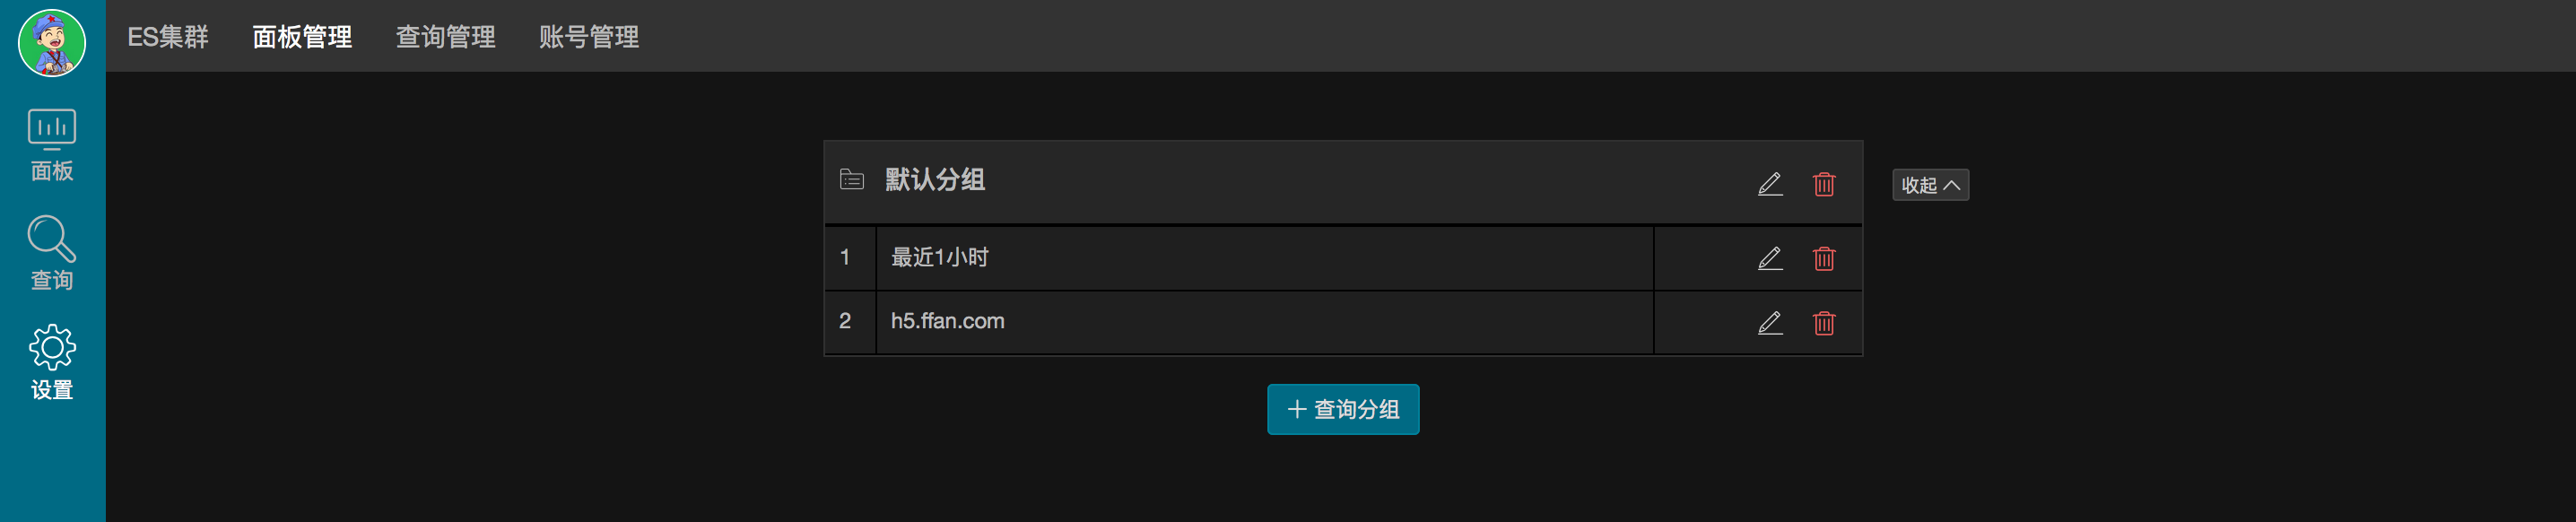 ES集群 面板管理 查询管理 账号管理
面板
查询
设置
默认分组
收起
1 最近1小时
2 h5.ffan.com
查询分组